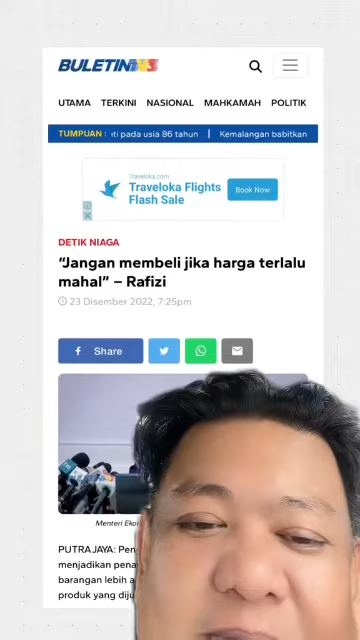 BULETIN TV3
UTAMA TERKINI NASIONAL MAHKAMAH POLITIK
TUMPUAN : ti pada usia 86 tahun | Kemalangan babitkan
Traveloka.com
Traveloka Flights
Flash Sale
Book Now
DETIK NIAGA
“Jangan membeli jika harga terlalu
mahal” – Rafizi
23 Disember 2022, 7:25pm
Share
Menteri Ekon
PUTRAJAYA: Pen
menjadikan pena
barangan lebih a
produk yang diju